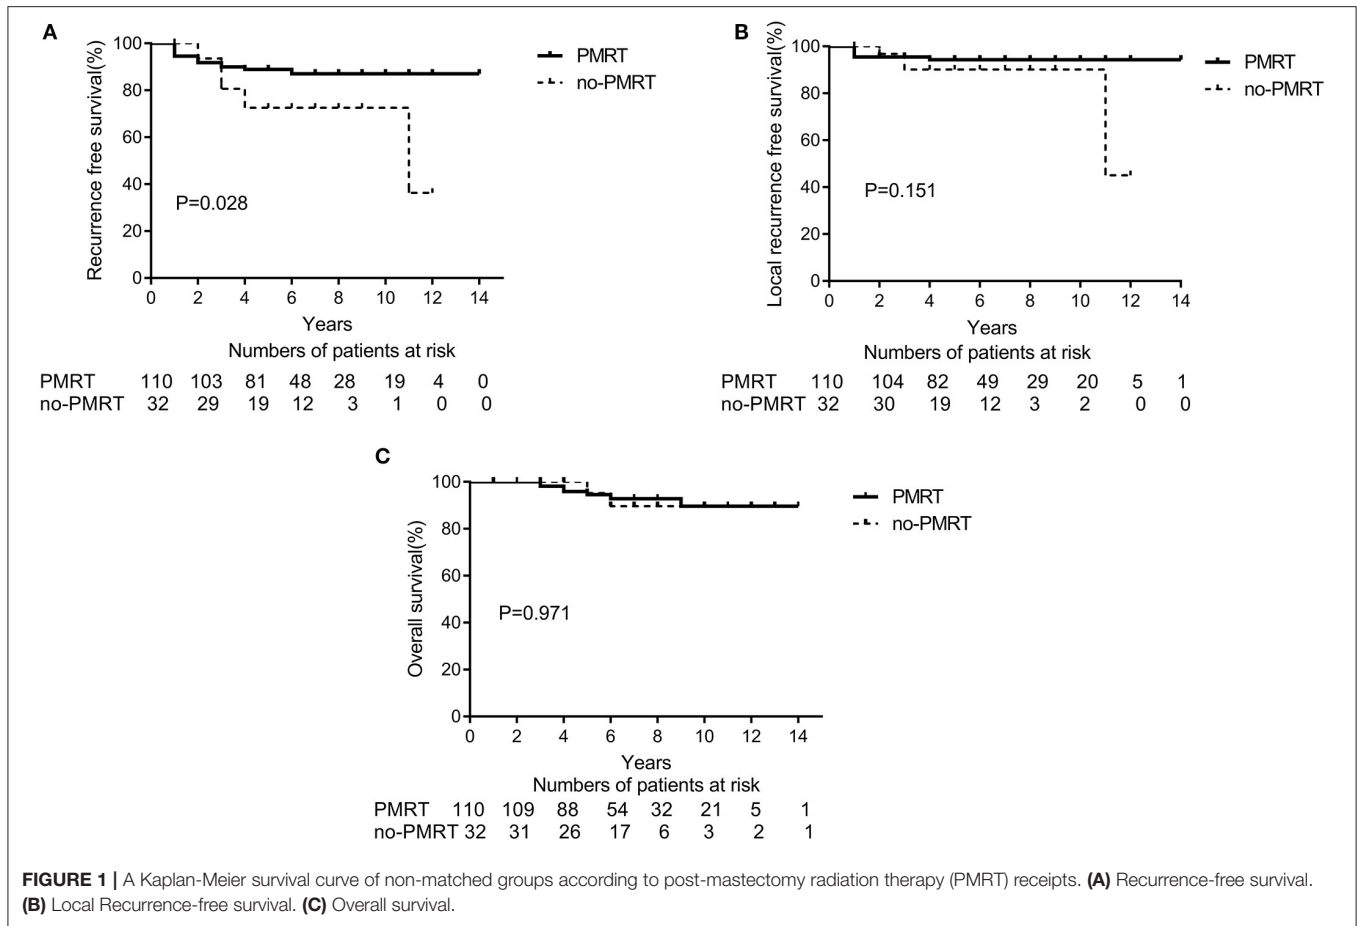 A
Recurrence free survival(%)
100
80
60
40
20
0
0 2 4 6 8 10 12 14
P=0.028
PMRT
no-PMRT
Years
Numbers of patients at risk
PMRT 110 103 81 48 28 19 4 0
no-PMRT 32 29 19 12 3 1 0 0
B
Local recurrence free survival(%)
100
80
60
40
20
0
0 2 4 6 8 10 12 14
P=0.151
PMRT
no-PMRT
Years
Numbers of patients at risk
PMRT 110 104 82 49 29 20 5 1
no-PMRT 32 30 19 12 3 2 0 0
C
Overall survival(%)
100
80
60
40
20
0
0 2 4 6 8 10 12 14
P=0.971
PMRT
no-PMRT
Years
Numbers of patients at risk
PMRT 110 109 88 54 32 21 5 1
no-PMRT 32 31 26 17 6 3 2 1
FIGURE 1 | A Kaplan-Meier survival curve of non-matched groups according to post-mastectomy radiation therapy (PMRT) receipts. (A) Recurrence-free survival.
(B) Local Recurrence-free survival. (C) Overall survival.